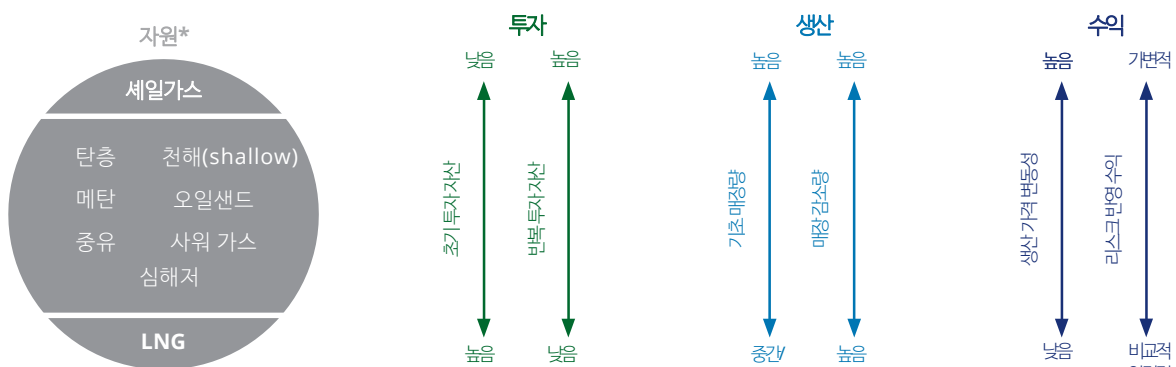 자원*
셰일가스
탄층 천해(shallow)
메탄 오일샌드
중유 사워 가스
심해저
LNG
투자
낮음 높음
초기 투자 자산
반복 투자 자산
높음 낮음
생산
높음 높음
기초 매장량
매장 감소량
중간 높음
수익
높음 가변적
생산 가격 변동성
리스크 반영 수익
낮음 비교적